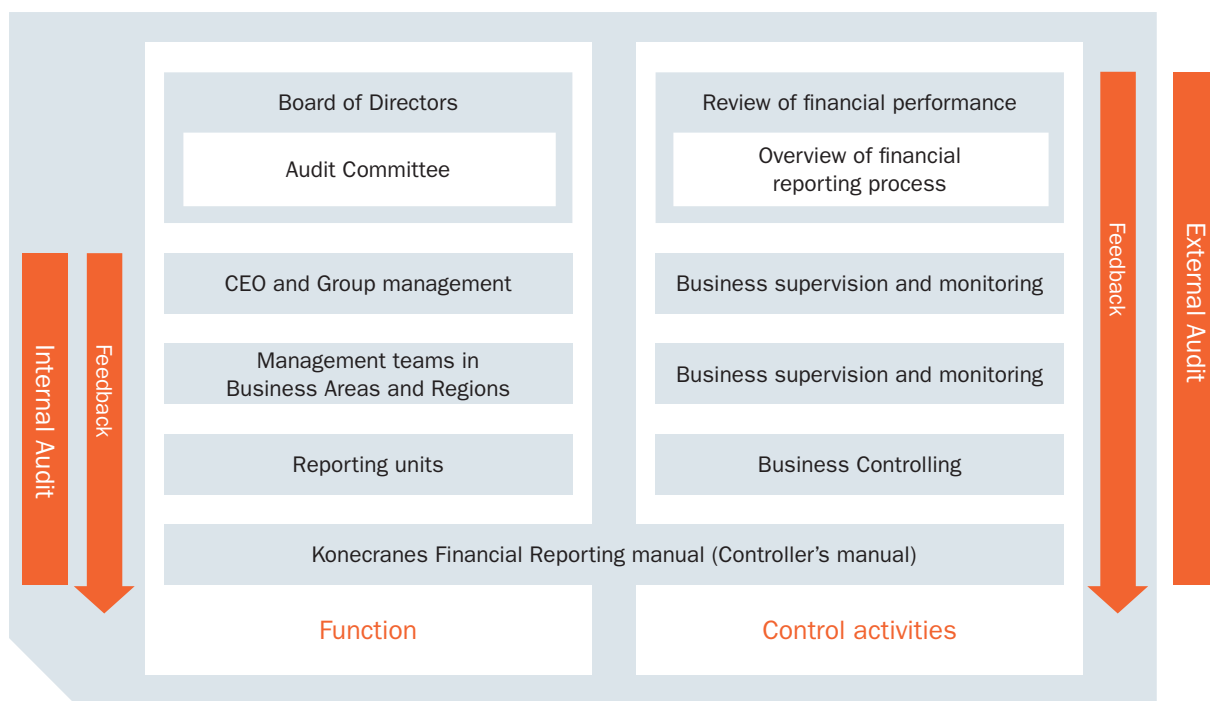 Board of Directors
Audit Committee
Review of financial performance
Overview of financial
reporting process
CEO and Group management
Business supervision and monitoring
Management teams in
Business Areas and Regions
Business supervision and monitoring
Reporting units
Business Controlling
Konecranes Financial Reporting manual (Controller’s manual)
Function
Control activities
Internal Audit
Feedback
Feedback
External Audit